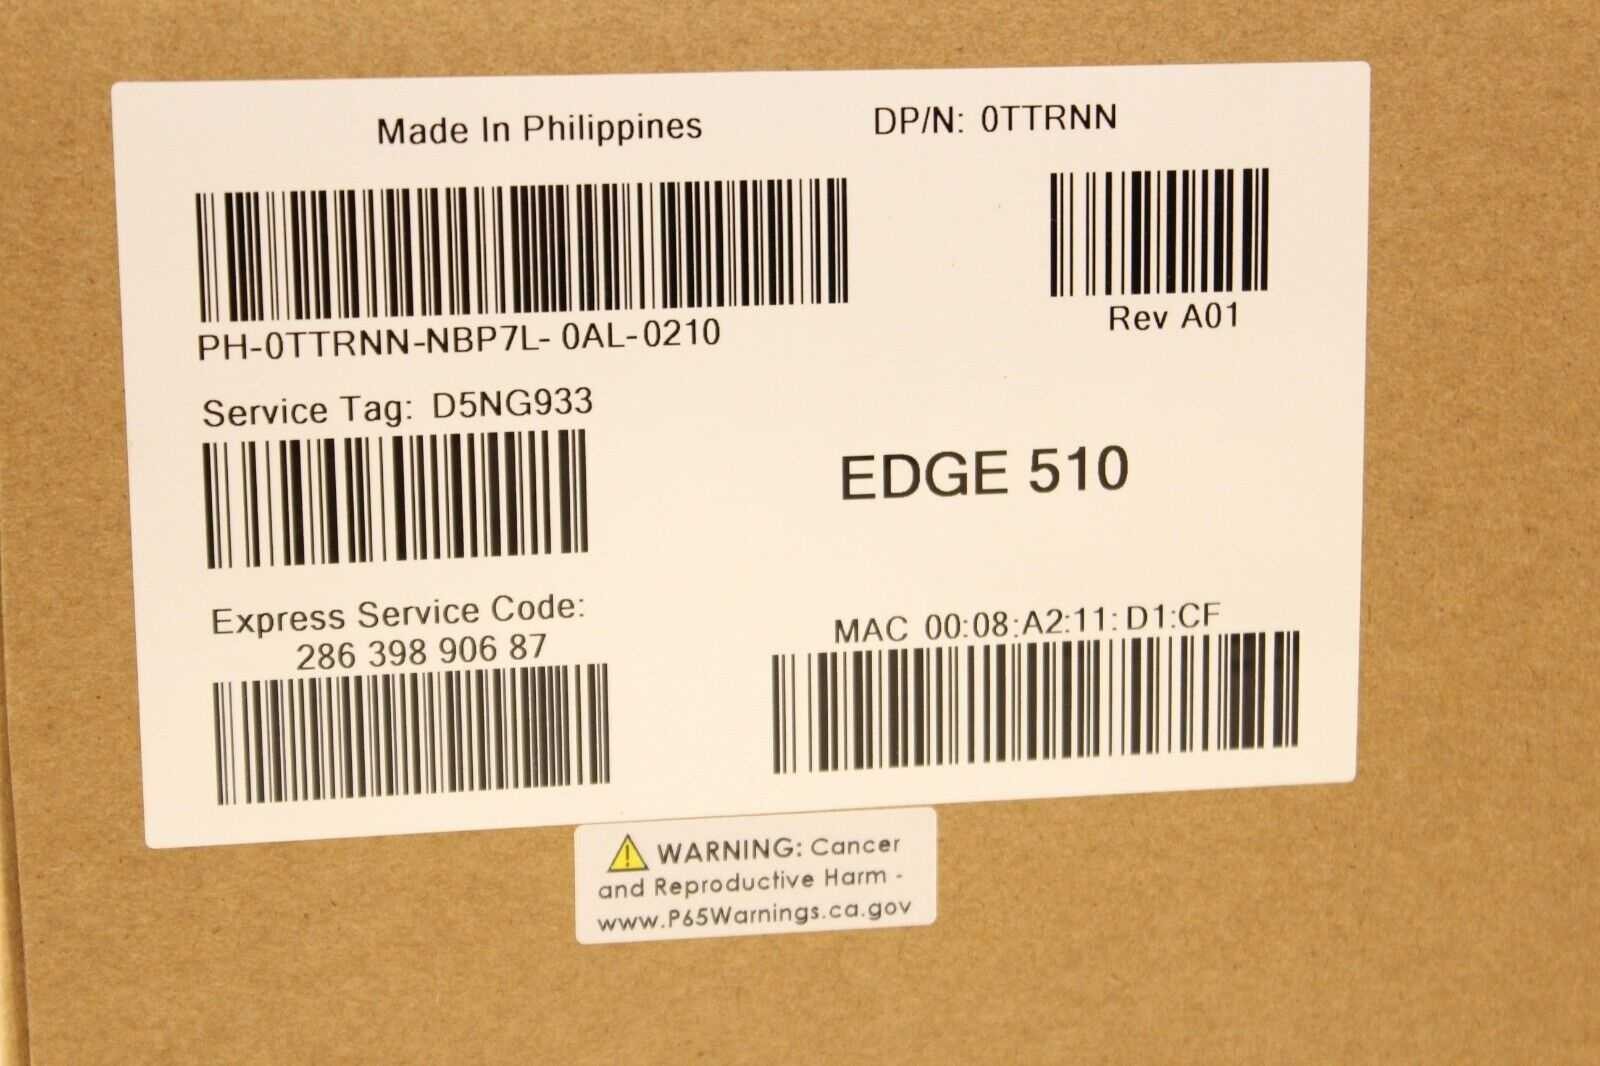 Made In Philippines
DP/N: 0TTRNN
PH-0TTRNN-NBP7L- 0AL-0210
Rev A01
Service Tag: D5NG933
EDGE 510
Express Service Code:
286 398 906 87
MAC 00:08:A2:11:D1:CF
WARNING: Cancer
and Reproductive Harm -
www.P65Warnings.ca.gov